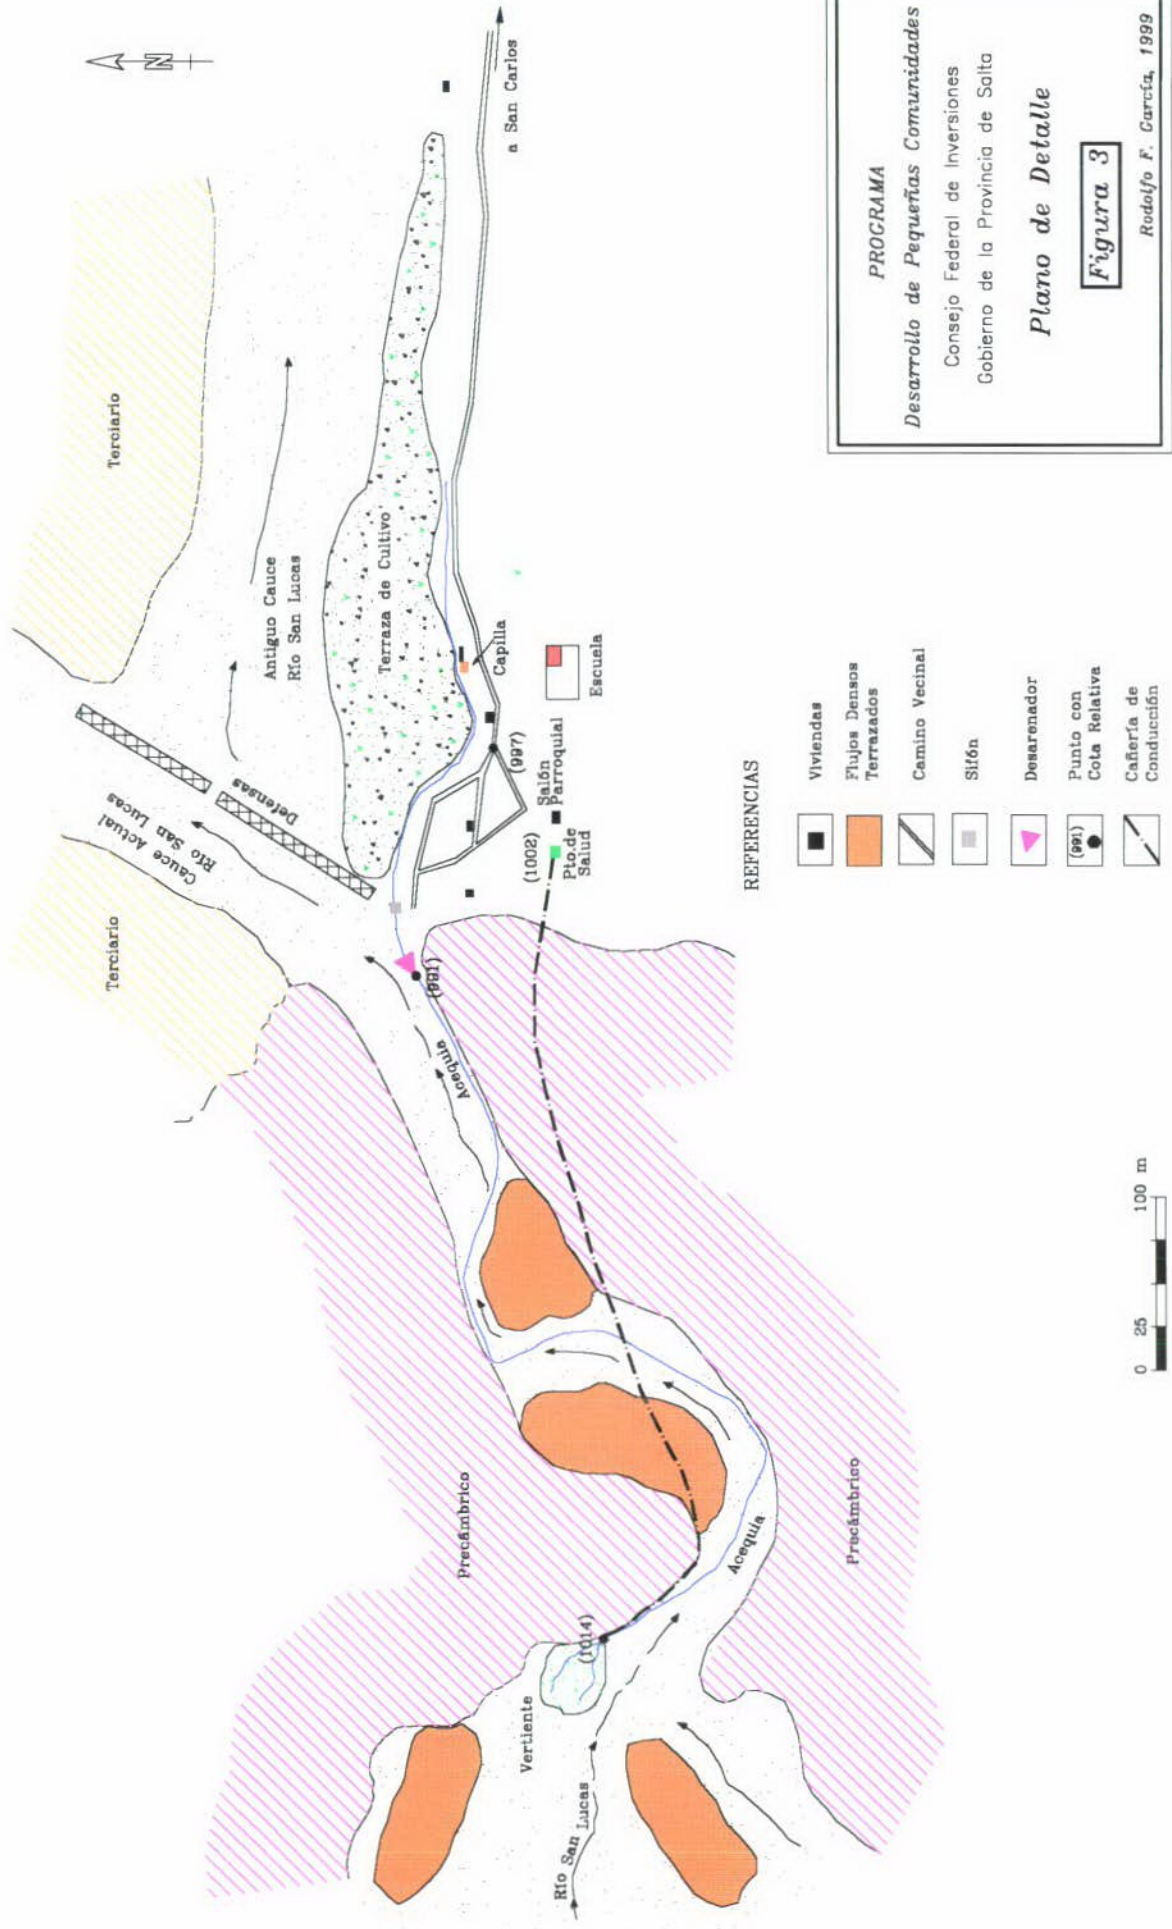 N
Terciario
Terciario
Cauce Actual
Río San Lucas
Defensas
Antiguo Cauce
Río San Lucas
Terraza de Cultivo
a San Carlos
Capilla
(997)
Salón
Parroquial
Escuela
(1002)
Pto.de
Salud
(991)
Acequia
Precámbrico
Precámbrico
Acequia
(1014)
Vertiente
Río San Lucas
REFERENCIAS
Viviendas
Flujos Densos
Terrazados
Camino Vecinal
Sifón
Desarenador
(991)
Punto con
Cota Relativa
Cañería de
Conducción
0 25 100 m
PROGRAMA
Desarrollo de Pequeñas Comunidades
Consejo Federal de Inversiones
Gobierno de la Provincia de Salta
Plano de Detalle
Figura 3
Rodolfo F. García, 1999